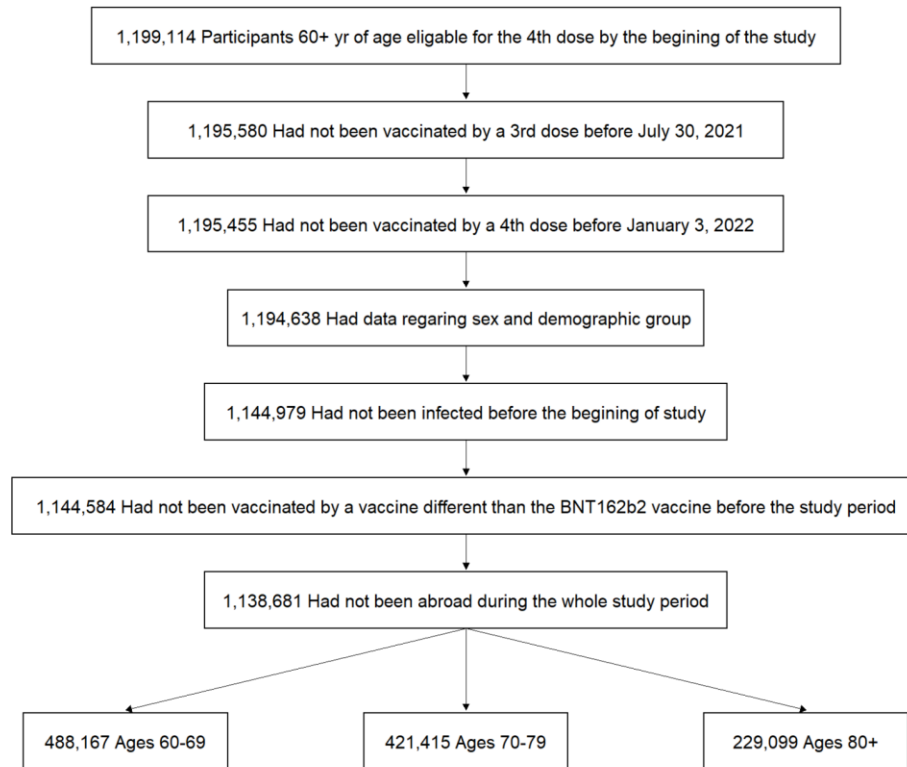 1,199,114 Participants 60+ yr of age eligable for the 4th dose by the begining of the study
1,195,580 Had not been vaccinated by a 3rd dose before July 30, 2021
1,195,455 Had not been vaccinated by a 4th dose before January 3, 2022
1,194,638 Had data regaring sex and demographic group
1,144,979 Had not been infected before the begining of study
1,144,584 Had not been vaccinated by a vaccine different than the BNT162b2 vaccine before the study period
1,138,681 Had not been abroad during the whole study period
488,167 Ages 60-69
421,415 Ages 70-79
229,099 Ages 80+